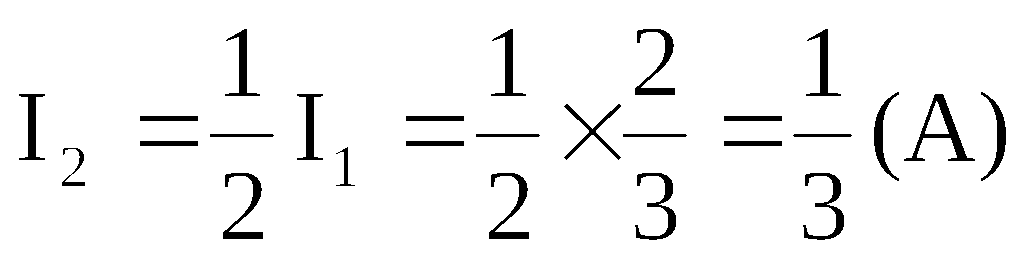 I₂ = 1/2 I₁ = 1/2 × 2/3 = 1/3 (A)